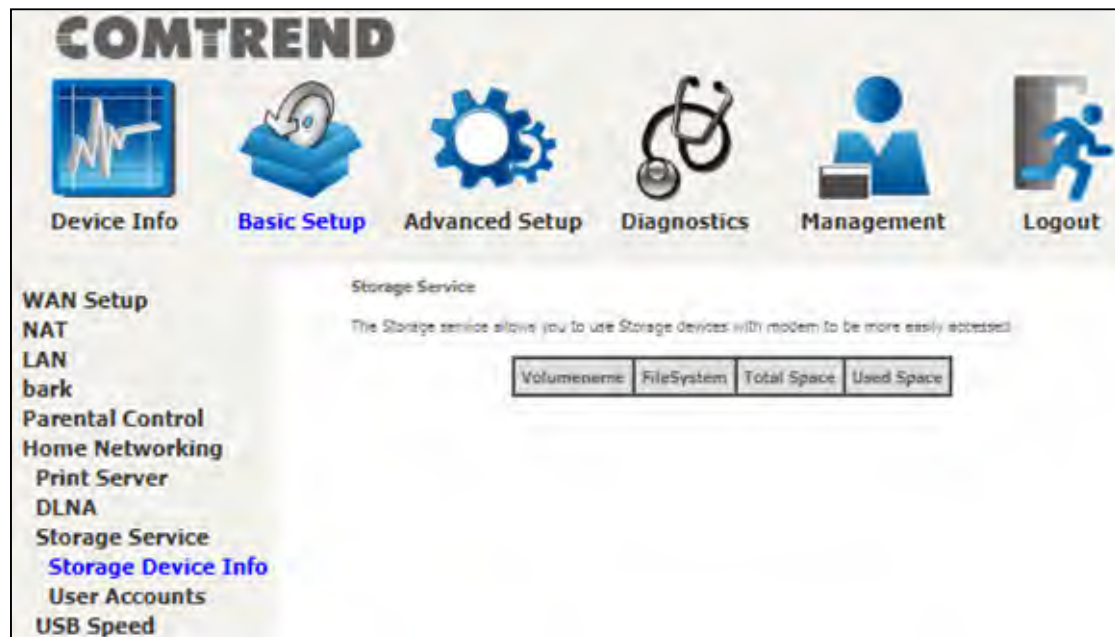 COMTREND
Device Info Basic Setup Advanced Setup Diagnostics Management Logout
WAN Setup
NAT
LAN
bark
Parental Control
Home Networking
Print Server
DLNA
Storage Service
Storage Device Info
User Accounts
USB Speed
Storage Service
The Storage service allows you to use Storage devices with modem to be more easily accessed
Volumename FileSystem Total Space Used Space